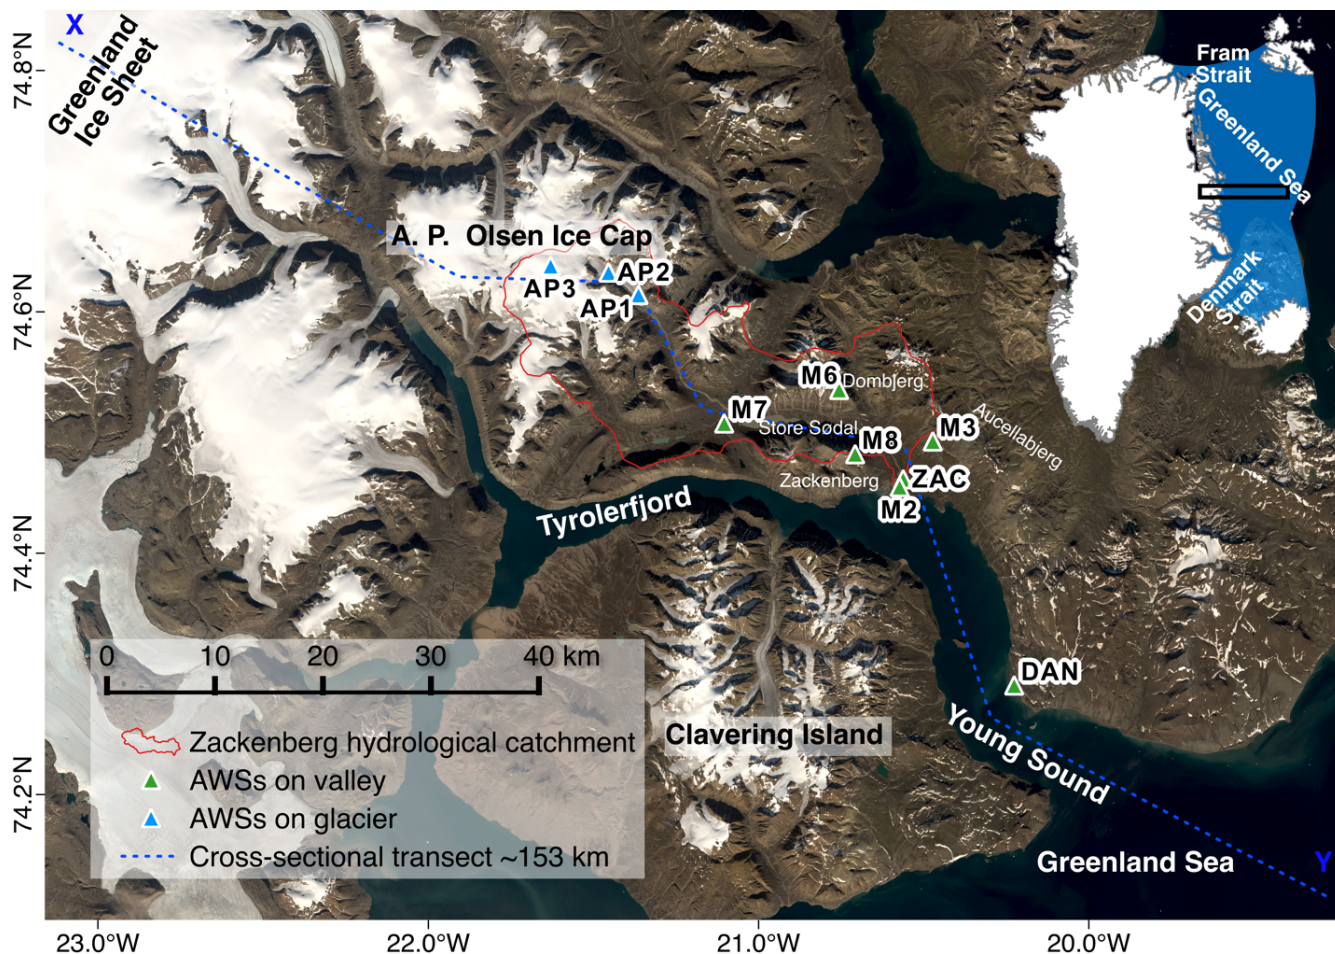 X
Greenland
Ice Sheet
Fram
Strait
Greenland Sea
Denmark
Strait
A. P. Olsen Ice Cap
AP3
AP2
AP1
M6
Dombjerg
M7
Store Sødal
M8
M3
Aucellabjerg
Zackenberg
ZAC
M2
Tyrolerfjord
DAN
Clavering Island
Young Sound
Greenland Sea
Y
0 10 20 30 40 km
Zackenberg hydrological catchment
AWSs on valley
AWSs on glacier
Cross-sectional transect ~153 km
74.8°N
74.6°N
74.4°N
74.2°N
23.0°W 22.0°W 21.0°W 20.0°W